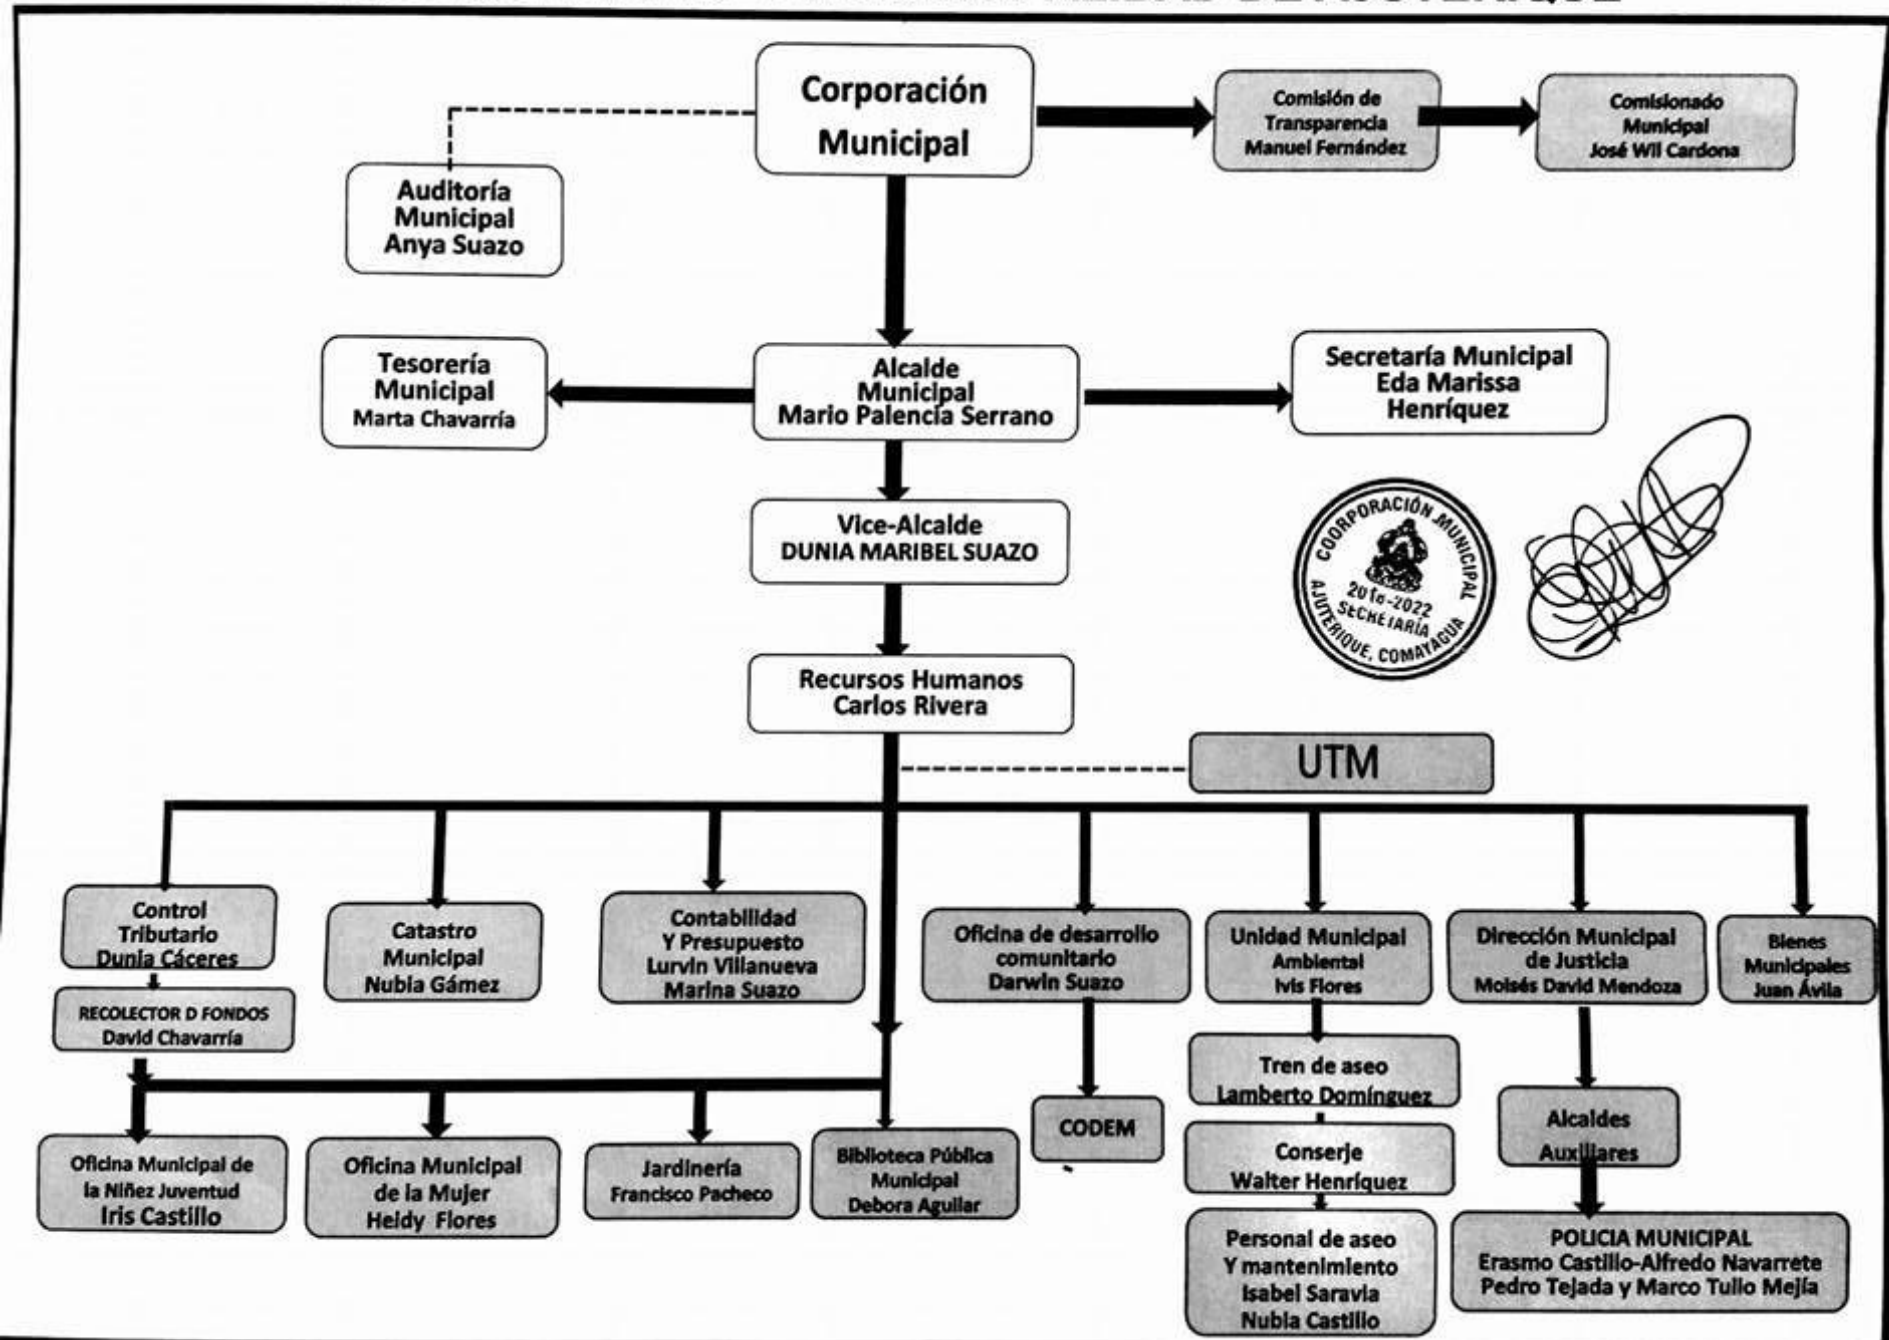 Corporación
Municipal
Comisión de
Transparencia
Manuel Fernández
Comisionado
Municipal
José Wil Cardona
Auditoría
Municipal
Anya Suazo
Tesorería
Municipal
Marta Chavarría
Alcalde
Municipal
Mario Palencia Serrano
Secretaría Municipal
Eda Marissa
Henríquez
Vice-Alcalde
DUNIA MARIBEL SUAZO
COORPORACIÓN MUNICIPAL
2018-2022
SECRETARÍA
AJUTERIQUE, COMAYAGUA
Recursos Humanos
Carlos Rivera
UTM
Control
Tributario
Dunia Cáceres
RECOLECTOR D FONDOS
David Chavarría
Catastro
Municipal
Nubia Gámez
Contabilidad
Y Presupuesto
Lurvin Villanueva
Marina Suazo
Oficina de desarrollo
comunitario
Darwin Suazo
Unidad Municipal
Ambiental
Ivis Flores
Dirección Municipal
de Justicia
Moisés David Mendoza
Bienes
Municipales
Juan Ávila
Tren de aseo
Lamberto Domínguez
CODEM
Alcaldes
Auxiliares
Oficina Municipal de
la Niñez Juventud
Iris Castillo
Oficina Municipal
de la Mujer
Heidy Flores
Jardinería
Francisco Pacheco
Biblioteca Pública
Municipal
Debora Aguilar
Conserje
Walter Henríquez
Personal de aseo
Y mantenimiento
Isabel Saravia
Nubia Castillo
POLICIA MUNICIPAL
Erasmo Castillo-Alfredo Navarrete
Pedro Tejada y Marco Tulio Mejía